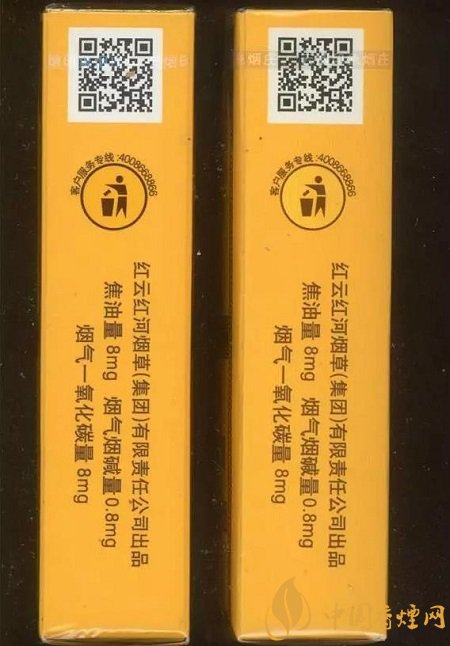 客户服务专线:4008668866
红云红河烟草(集团)有限责任公司出品
焦油量 8mg 烟气烟碱量0.8mg
烟气一氧化碳量 8mg
客户服务专线:4008668866
红云红河烟草(集团)有限责任公司出品
焦油量 8mg 烟气烟碱量0.8mg
烟气一氧化碳量 8mg
中国香煙网